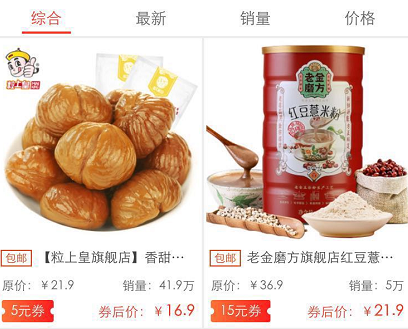 综合 最新 销量 价格
粒上皇
老金磨方
红豆薏米粉
包邮 【粒上皇旗舰店】香甜…
包邮 老金磨方旗舰店红豆薏…
原价：￥21.9 销量：41.9万
原价：￥36.9 销量：5万
5元券 券后价：￥16.9
15元券 券后价：￥21.9